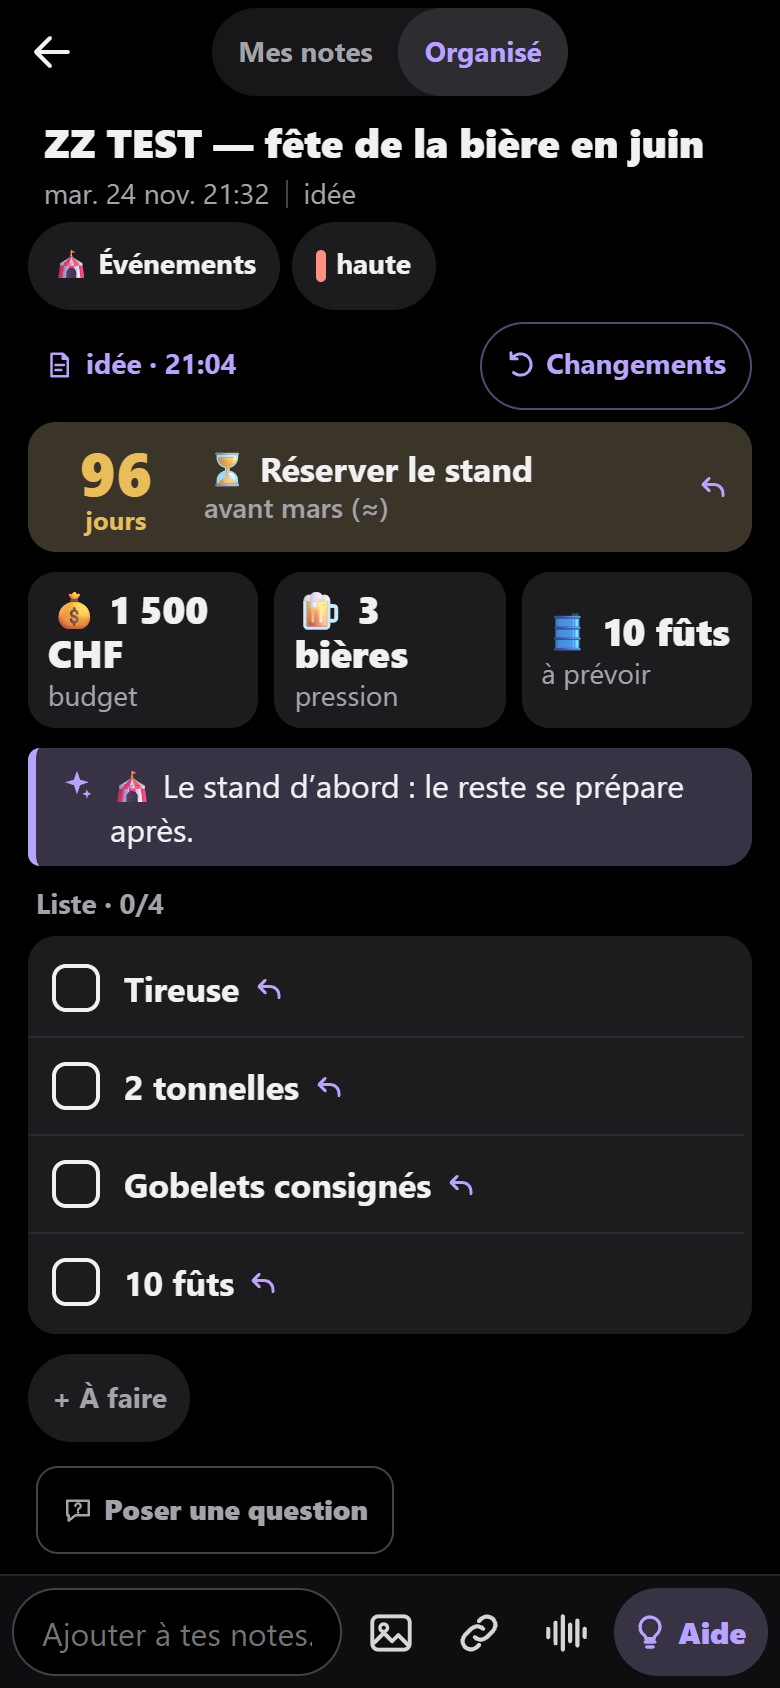 Mes notes
Organisé
ZZ TEST — fête de la bière en juin
mar. 24 nov. 21:32 | idée
🎪 Événements
haute
idée · 21:04
Changements
96
jours
⏳ Réserver le stand
avant mars (≈)
💰 1 500
CHF
budget
🍺 3
bières
pression
🛢️ 10 fûts
à prévoir
🎪 Le stand d’abord : le reste se prépare
après.
Liste · 0/4
Tireuse
2 tonnelles
Gobelets consignés
10 fûts
+ À faire
Poser une question
Ajouter à tes notes.
Aide